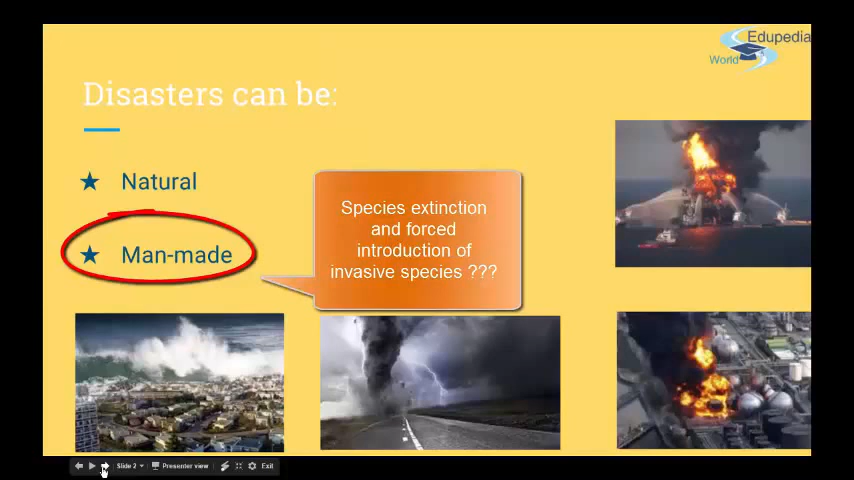 Edupedia
World
Disasters can be:
★ Natural
★ Man-made
Species extinction
and forced
introduction of
invasive species ???
Slide 2
Presenter view
Exit